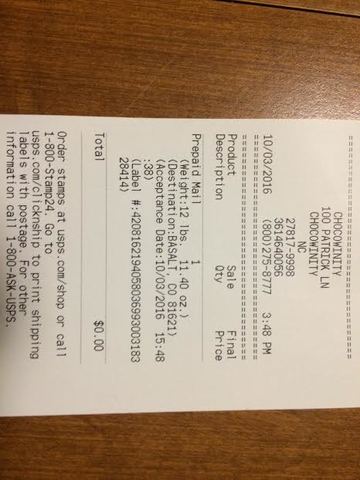 ====================================
CHOCOWINITY
100 PATRICK LN
CHOCOWINITY
NC
27817-9998
3614640056
10/03/2016 (800)275-8777 3:48 PM
====================================
====================================
Product Sale Final
Description Qty Price
Prepaid Mail 1
(Weight:12 lbs 11.40 oz.)
(Destination:BASALT, CO 81621)
(Acceptance Date:10/03/2016 15:48
:38)
(Label #:4208162194058036993003183
28414)
Total $0.00
Order stamps at usps.com/shop or call
1-800-Stamp24. Go to
usps.com/clicknship to print shipping
labels with postage. For other
information call 1-800-ASK-USPS.